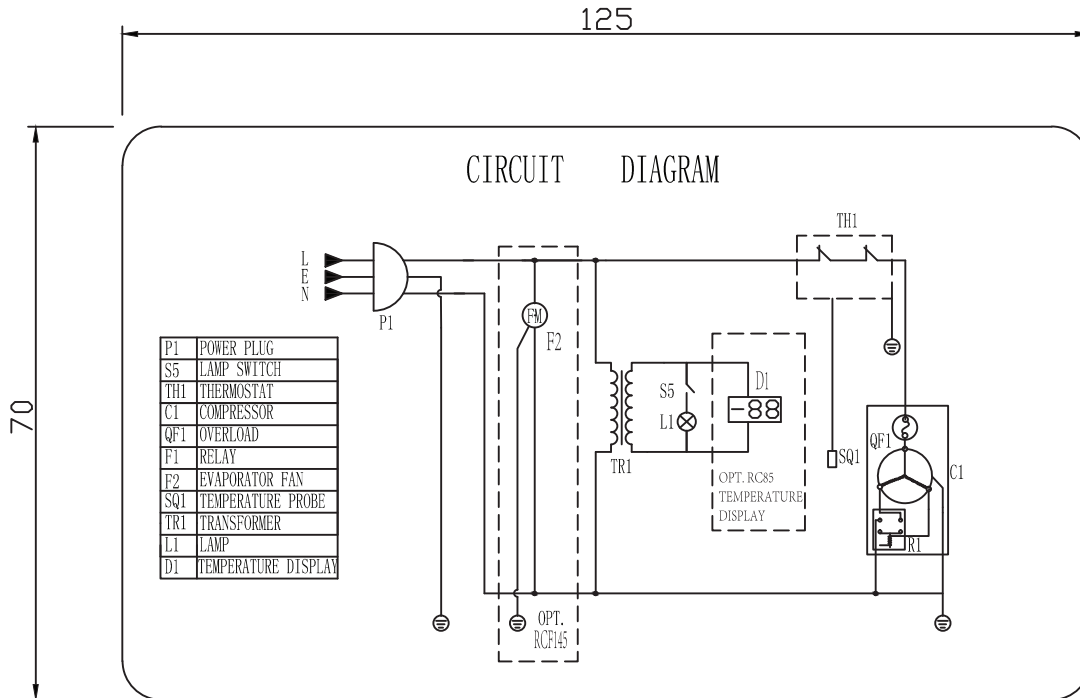 125
70
CIRCUIT DIAGRAM
TH1
L
E
N
P1
FM
F2
P1 POWER PLUG
S5 LAMP SWITCH
TH1 THERMOSTAT
C1 COMPRESSOR
QF1 OVERLOAD
F1 RELAY
F2 EVAPORATOR FAN
SQ1 TEMPERATURE PROBE
TR1 TRANSFORMER
L1 LAMP
D1 TEMPERATURE DISPLAY
S5
L1
D1
-88
TR1
OPT. RC85
TEMPERATURE
DISPLAY
SQ1
QF1
C1
R1
OPT.
RCF145